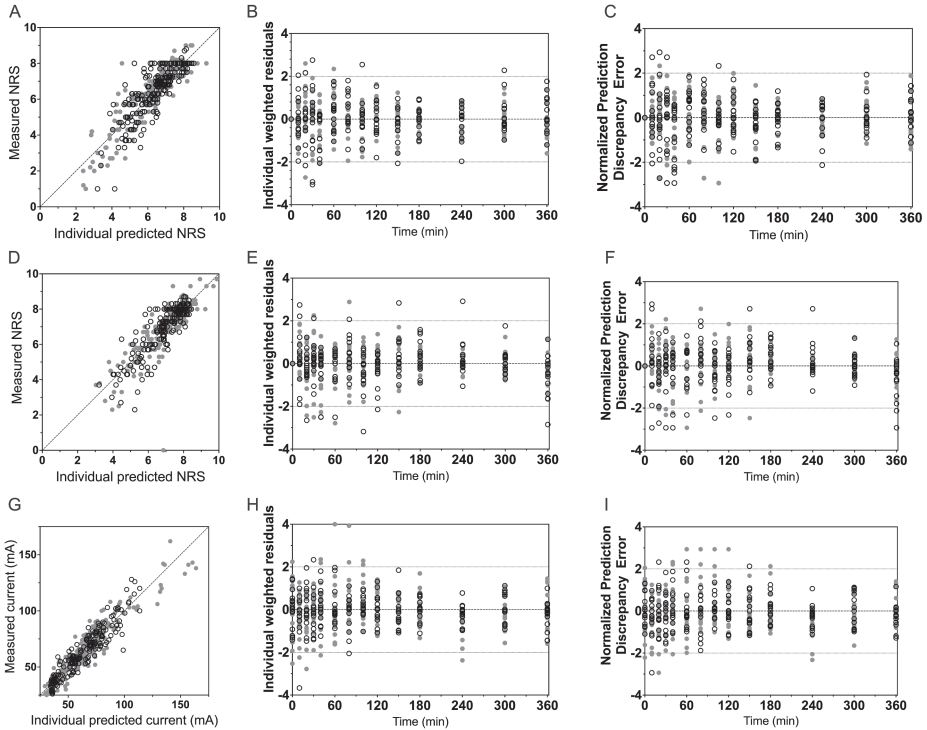 A
Measured NRS
10
8
6
4
2
0
0 2 4 6 8 10
Individual predicted NRS
B
Individual weighted residuals
4
2
0
-2
-4
0 60 120 180 240 300 360
Time (min)
C
Normalized Prediction
Discrepancy Error
4
2
0
-2
-4
0 60 120 180 240 300 360
Time (min)
D
Measured NRS
10
8
6
4
2
0
0 2 4 6 8 10
Individual predicted NRS
E
Individual weighted residuals
4
2
0
-2
-4
0 60 120 180 240 300 360
Time (min)
F
Normalized Prediction
Discrepancy Error
4
2
0
-2
-4
0 60 120 180 240 300 360
Time (min)
G
Measured current (mA)
150
100
50
50 100 150
Individual predicted current (mA)
H
Individual weighted residuals
4
2
0
-2
-4
0 60 120 180 240 300 360
Time (min)
I
Normalized Prediction
Discrepancy Error
4
2
0
-2
-4
0 60 120 180 240 300 360
Time (min)